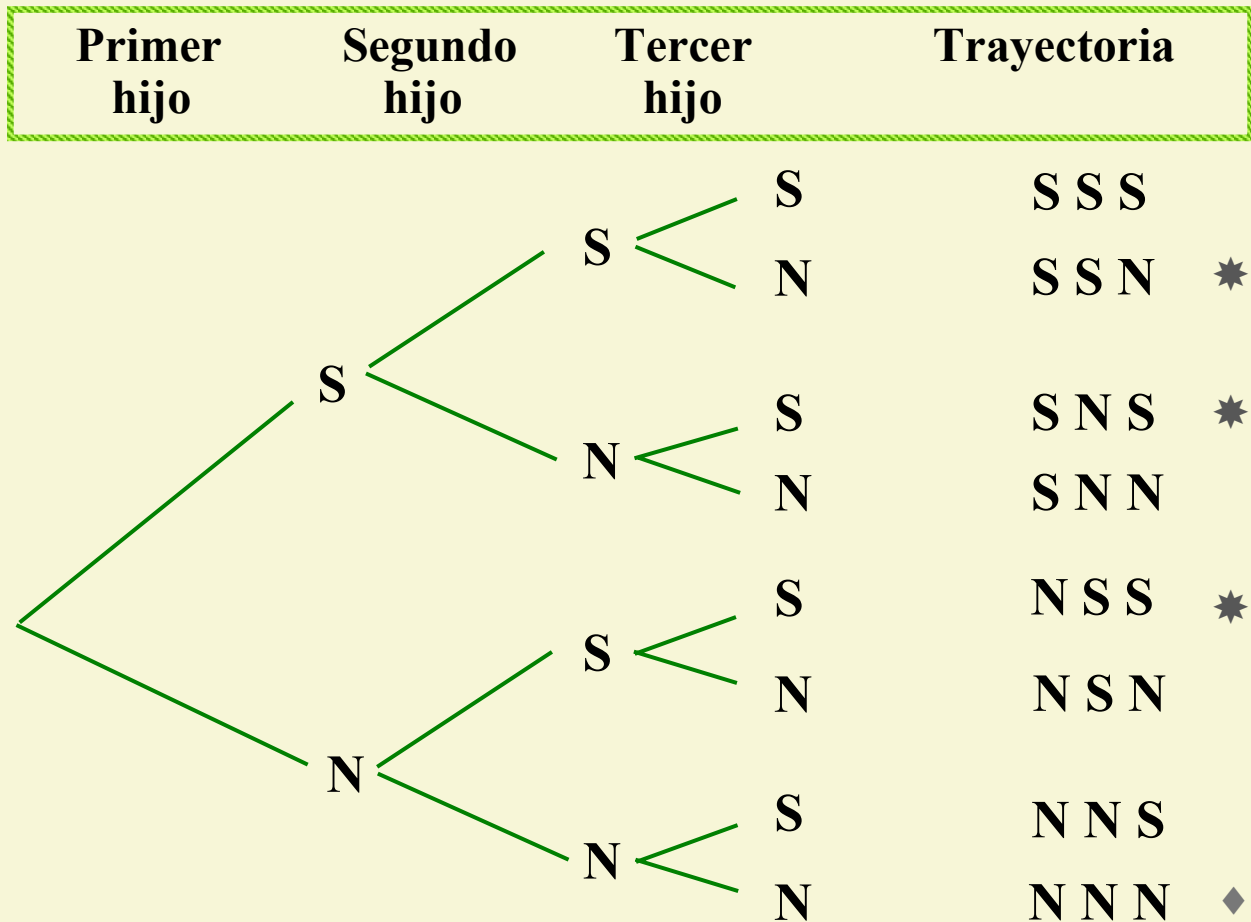 Primer hijo Segundo hijo Tercer hijo Trayectoria
S S S S
S
N S S N
S
S S N S
N
N S N N
S N S S
S
N N S N
N
S N N S
N
N N N N